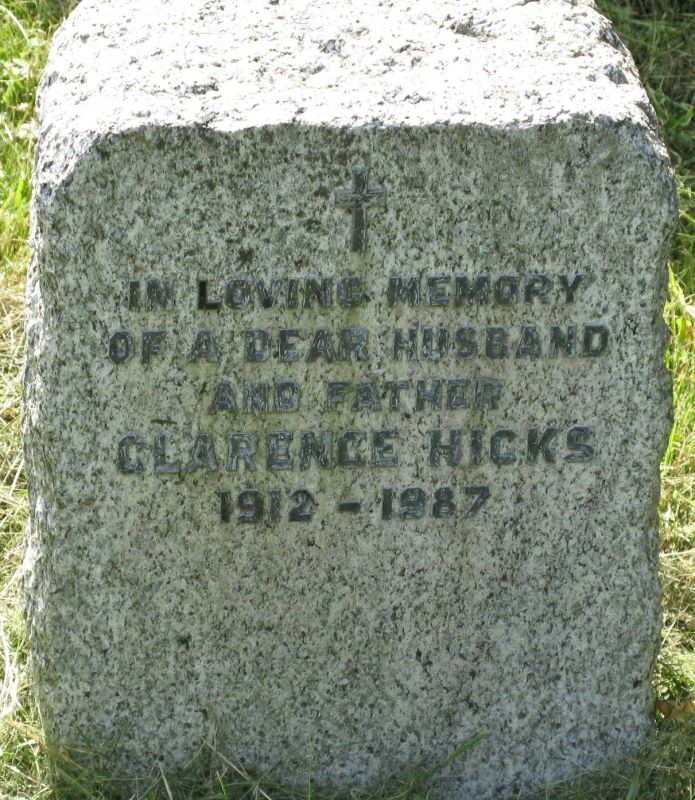 IN LOVING MEMORY
OF A DEAR HUSBAND
AND FATHER
CLARENCE HICKS
1912 - 1987